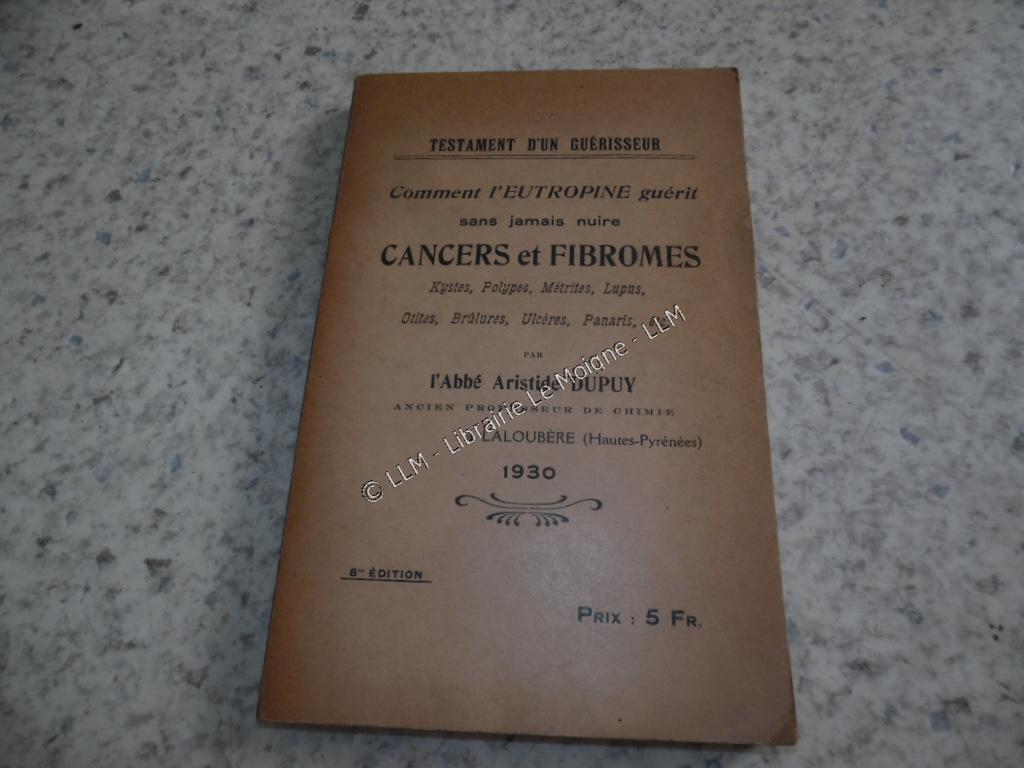 TESTAMENT D'UN GUÉRISSEUR
Comment l'EUTROPINE guérit
sans jamais nuire
CANCERS et FIBROMES
Kystes, Polypes, Métrites, Lupus,
Otites, Brûlures, Ulcères, Panaris, etc.
PAR
l'Abbé Aristide DUPUY
ANCIEN PROFESSEUR DE CHIMIE
LALOUBÈRE (Hautes-Pyrénées)
1930
8me ÉDITION
PRIX : 5 FR.
© LLM - Librairie Le Moigne - LLM